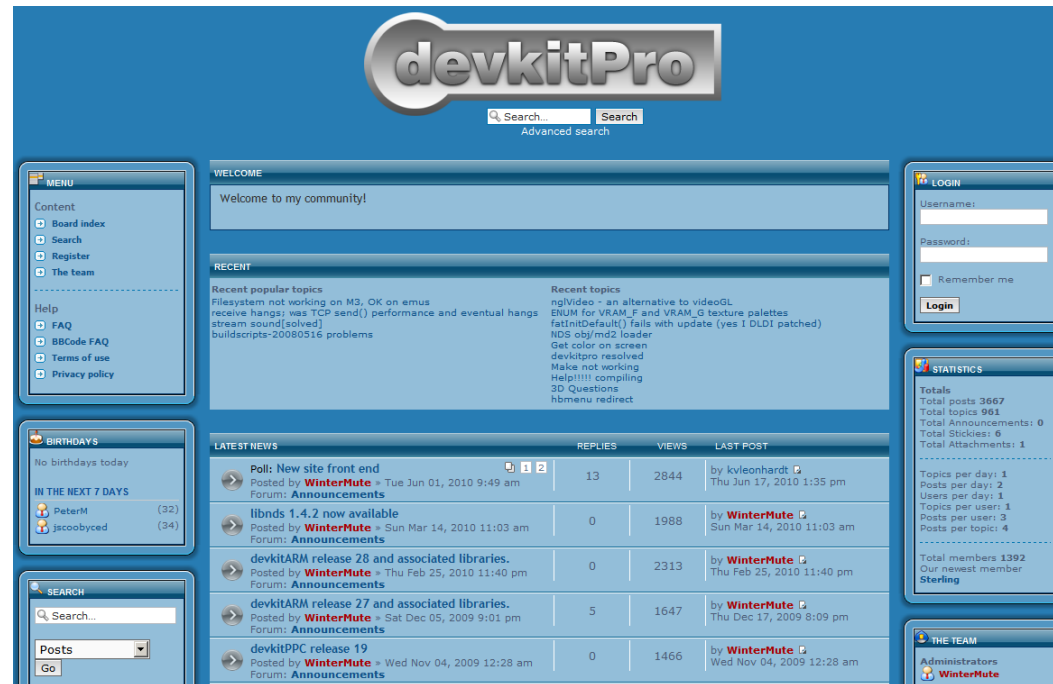 devkitPro
Search...
Search
Advanced search
MENU
Content
Board index
Search
Register
The team
Help
FAQ
BBCode FAQ
Terms of use
Privacy policy
BIRTHDAYS
No birthdays today
IN THE NEXT 7 DAYS
PeterM (32)
jscoobyced (34)
SEARCH
Search...
Posts
Go
WELCOME
Welcome to my community!
RECENT
Recent popular topics
Filesystem not working on M3, OK on emus
receive hangs; was TCP send() performance and eventual hangs
stream sound[solved]
buildscripts-20080516 problems
Recent topics
nglVideo - an alternative to videoGL
ENUM for VRAM_F and VRAM_G texture palettes
fatInitDefault() fails with update (yes I DLDI patched)
NDS obj/md2 loader
Get color on screen
devkitpro resolved
Make not working
Help!!!!! compiling
3D Questions
hbmenu redirect
LATEST NEWS REPLIES VIEWS LAST POST
Poll: New site front end 1 2
Posted by WinterMute » Tue Jun 01, 2010 9:49 am
Forum: Announcements
13 2844
by kvleonhardt
Thu Jun 17, 2010 1:35 pm
libnds 1.4.2 now available
Posted by WinterMute » Sun Mar 14, 2010 11:03 am
Forum: Announcements
0 1988
by WinterMute
Sun Mar 14, 2010 11:03 am
devkitARM release 28 and associated libraries.
Posted by WinterMute » Thu Feb 25, 2010 11:40 pm
Forum: Announcements
0 2313
by WinterMute
Thu Feb 25, 2010 11:40 pm
devkitARM release 27 and associated libraries.
Posted by WinterMute » Sat Dec 05, 2009 9:01 pm
Forum: Announcements
5 1647
by WinterMute
Thu Dec 17, 2009 8:09 pm
devkitPPC release 19
Posted by WinterMute » Wed Nov 04, 2009 12:28 am
Forum: Announcements
0 1466
by WinterMute
Wed Nov 04, 2009 12:28 am
LOGIN
Username:
Password:
Remember me
Login
STATISTICS
Totals
Total posts 3667
Total topics 961
Total Announcements: 0
Total Stickies: 6
Total Attachments: 1
Topics per day: 1
Posts per day: 2
Users per day: 1
Topics per user: 1
Posts per user: 3
Posts per topic: 4
Total members 1392
Our newest member
Sterling
THE TEAM
Administrators
WinterMute